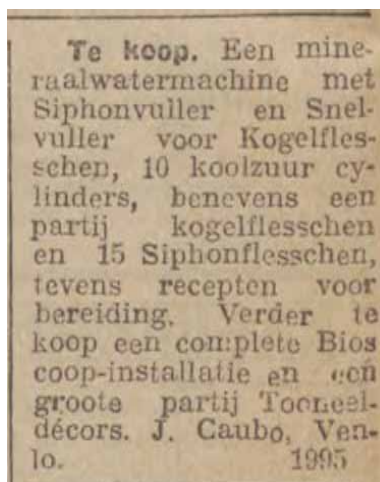 Te koop. Een mine-
raalwatermachine met
Siphonvuller en Snel-
vuller voor Kogelfles-
schen, 10 koolzuur cy-
linders, benevens een
partij kogelflesschen
en 15 Siphonflesschen,
tevens recepten voor
bereiding. Verder te
koop een complete Bios
coop-installatie en een
groote partij Tooneel-
décors. J. Caubo, Ven-
lo. 1995